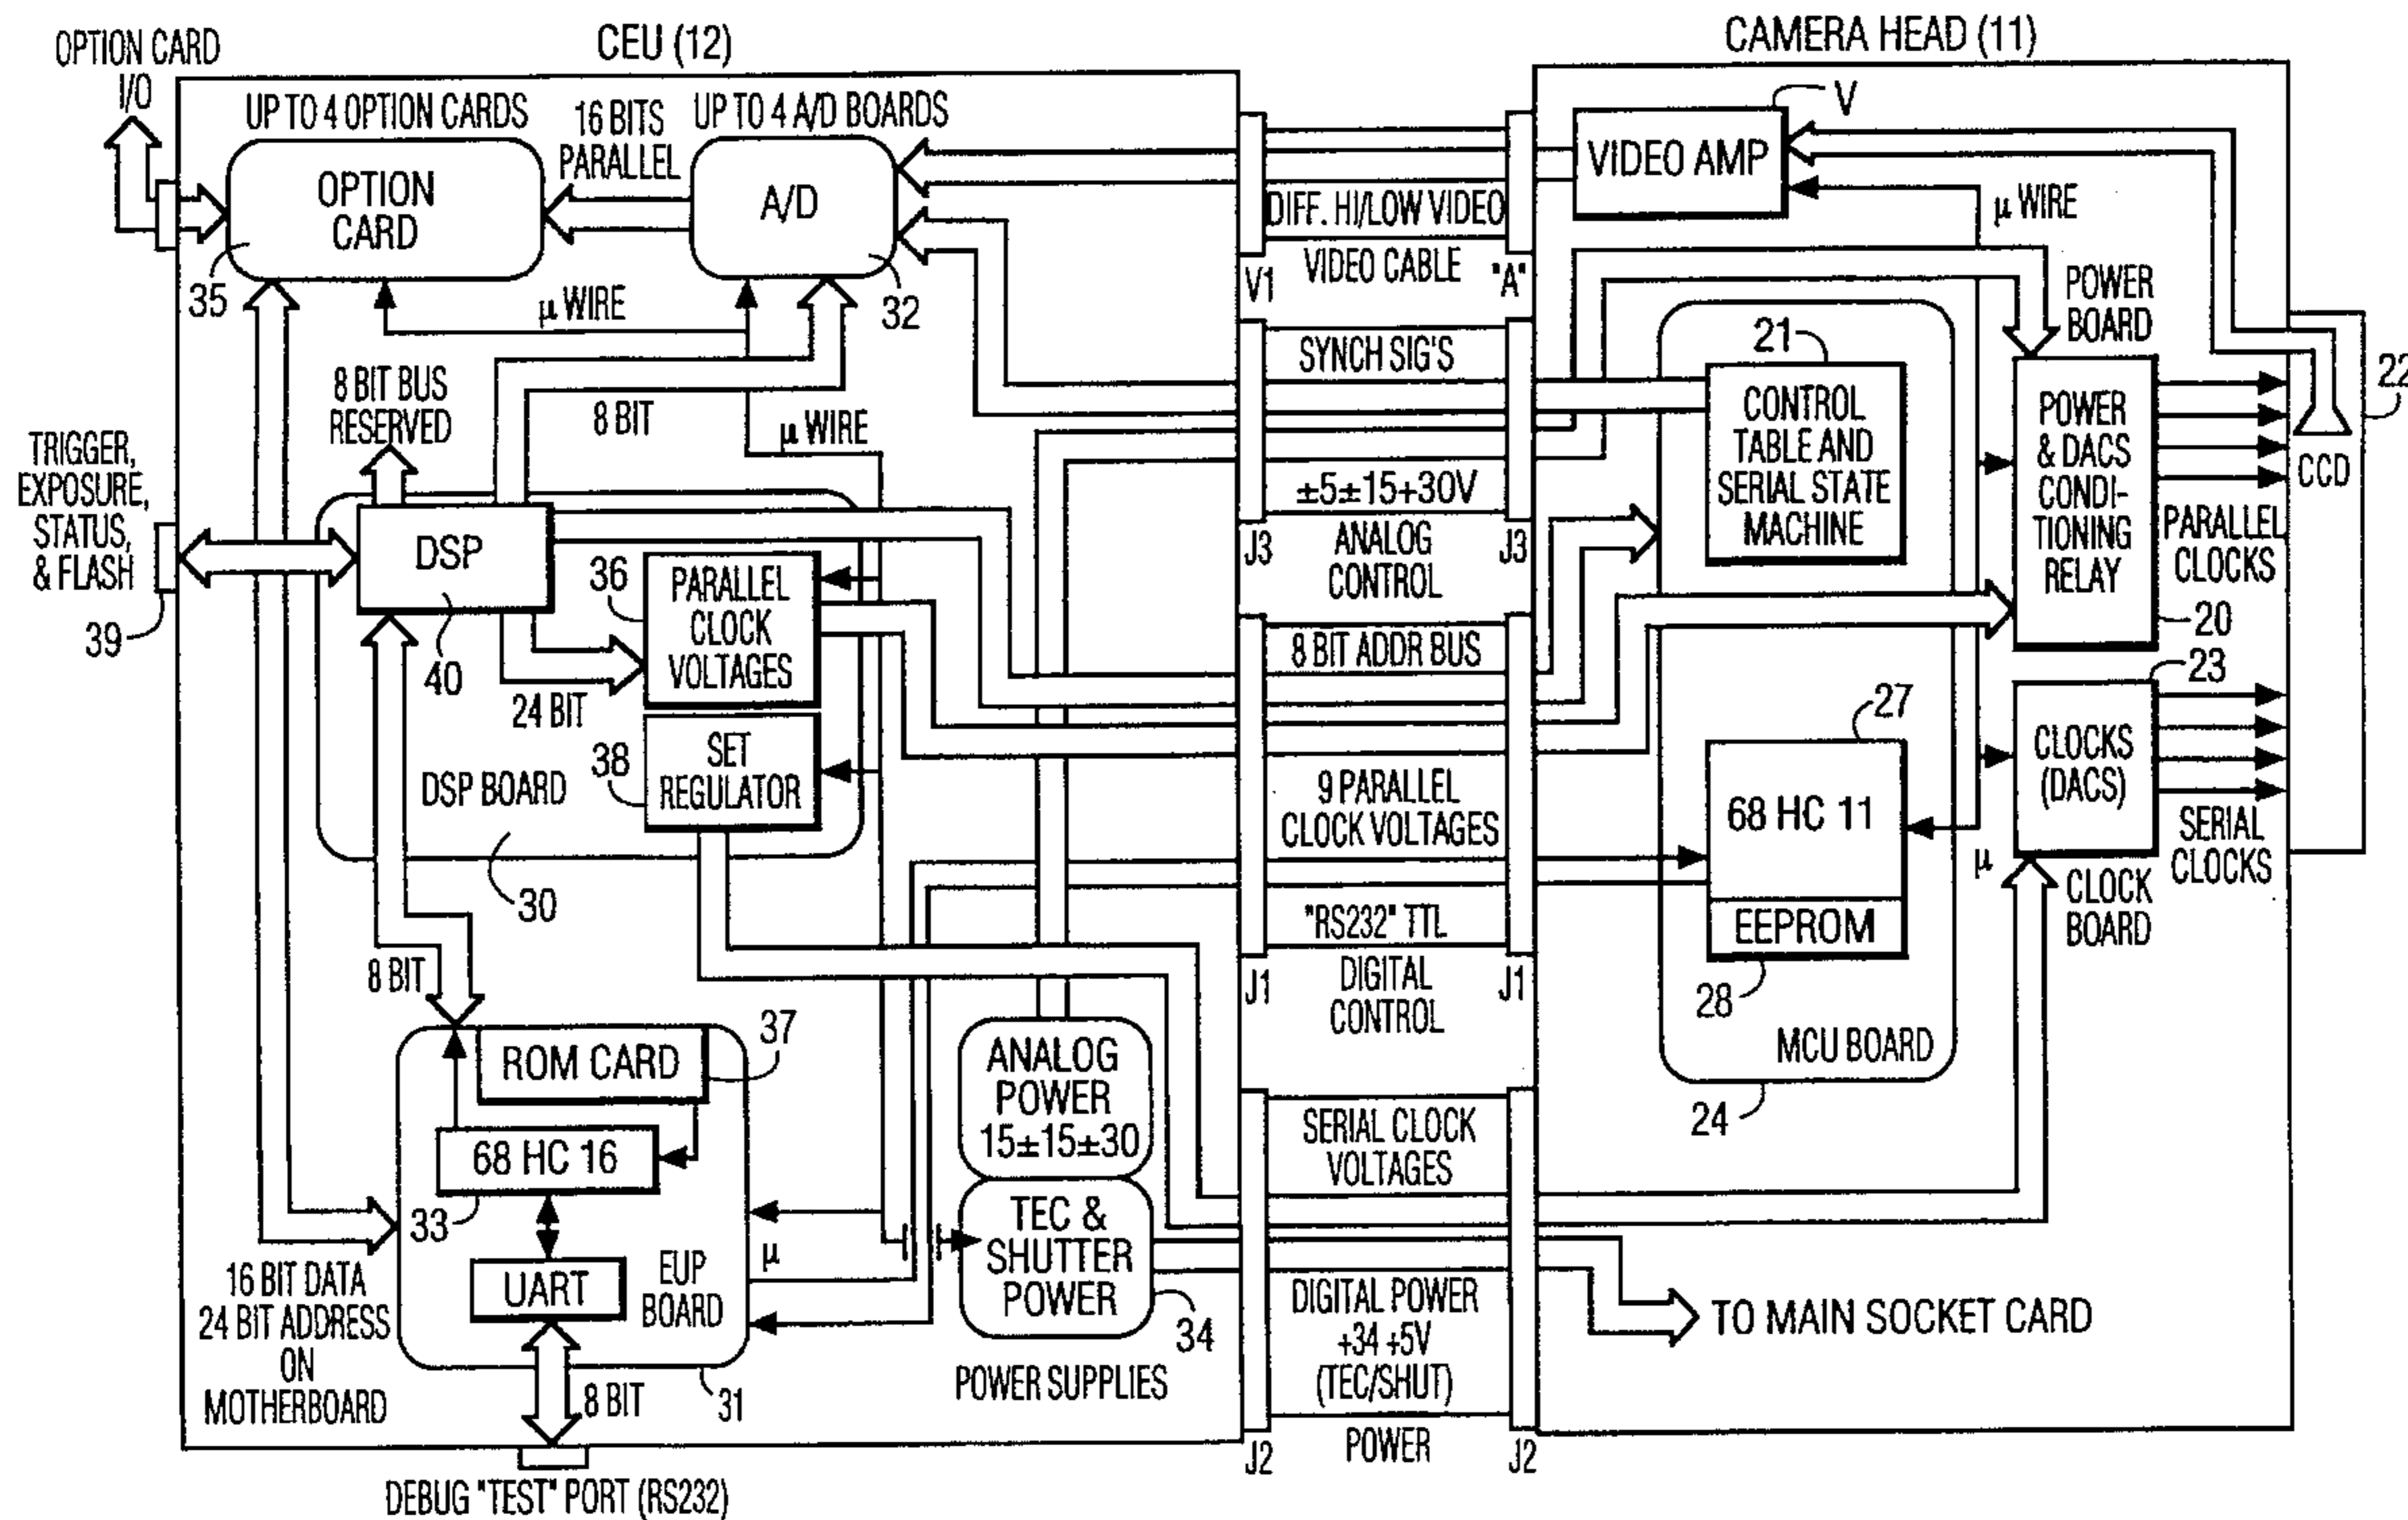 CEU (12)
CAMERA HEAD (11)
OPTION CARD
I/O
UP TO 4 OPTION CARDS
16 BITS
PARALLEL
UP TO 4 A/D BOARDS
OPTION
CARD
35
A/D
32
μ WIRE
8 BIT BUS
RESERVED
8 BIT
μ WIRE
TRIGGER,
EXPOSURE,
STATUS,
& FLASH
39
DSP
40
24 BIT
36
PARALLEL
CLOCK
VOLTAGES
38
SET
REGULATOR
DSP BOARD
30
8 BIT
ROM CARD
37
68 HC 16
33
UART
EUP
BOARD
31
μ
16 BIT DATA
24 BIT ADDRESS
ON
MOTHERBOARD
8 BIT
DEBUG "TEST" PORT (RS232)
ANALOG
POWER
15±15±30
TEC &
SHUTTER
POWER
34
POWER SUPPLIES
DIFF. HI/LOW VIDEO
VIDEO CABLE
V1
"A"
SYNCH SIG'S
±5±15+30V
J3
ANALOG
CONTROL
J3
8 BIT ADDR BUS
9 PARALLEL
CLOCK VOLTAGES
"RS232" TTL
J1
DIGITAL
CONTROL
J1
SERIAL CLOCK
VOLTAGES
DIGITAL POWER
+34 +5V
(TEC/SHUT)
J2
POWER
J2
V
VIDEO AMP
μ WIRE
POWER
BOARD
21
CONTROL
TABLE AND
SERIAL STATE
MACHINE
POWER
& DACS
CONDI-
TIONING
RELAY
20
22
CCD
PARALLEL
CLOCKS
23
CLOCKS
(DACS)
SERIAL
CLOCKS
CLOCK
BOARD
27
68 HC 11
μ
EEPROM
28
MCU BOARD
24
TO MAIN SOCKET CARD